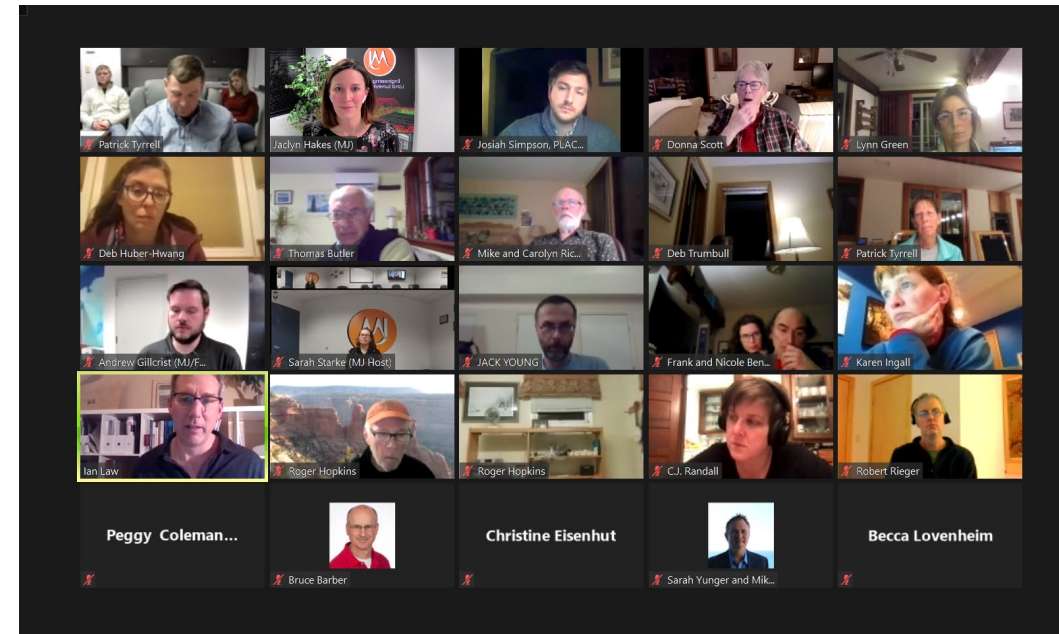 Patrick Tyrrell
Jaclyn Hakes (MJ)
Josiah Simpson, PLAC...
Donna Scott
Lynn Green
Deb Huber-Hwang
Thomas Butler
Mike and Carolyn Ric...
Deb Trumbull
Patrick Tyrrell
Andrew Gillcrist (MJ/F...
Sarah Starke (MJ Host)
JACK YOUNG
Frank and Nicole Ben...
Karen Ingall
Ian Law
Roger Hopkins
Roger Hopkins
C.J. Randall
Robert Rieger
Peggy Coleman...
Bruce Barber
Christine Eisenhut
Sarah Yunger and Mik...
Becca Lovenheim